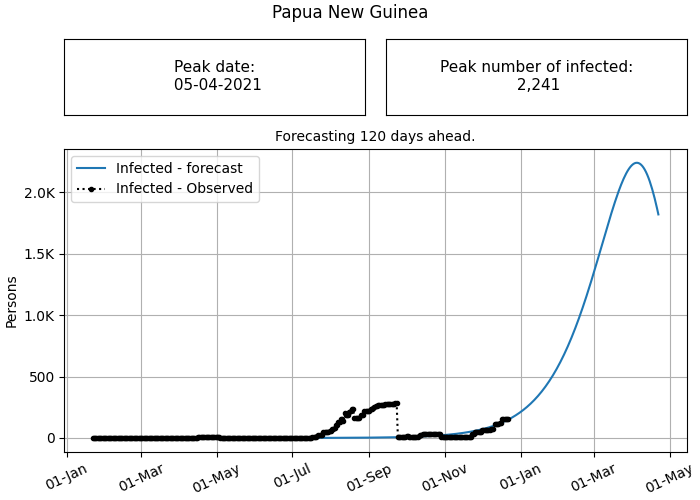 Papua New Guinea
Peak date:
05-04-2021
Peak number of infected:
2,241
Forecasting 120 days ahead.
Infected - forecast
Infected - Observed
Persons
2.0K
1.5K
1.0K
500
0
01-Jan
01-Mar
01-May
01-Jul
01-Sep
01-Nov
01-Jan
01-Mar
01-May